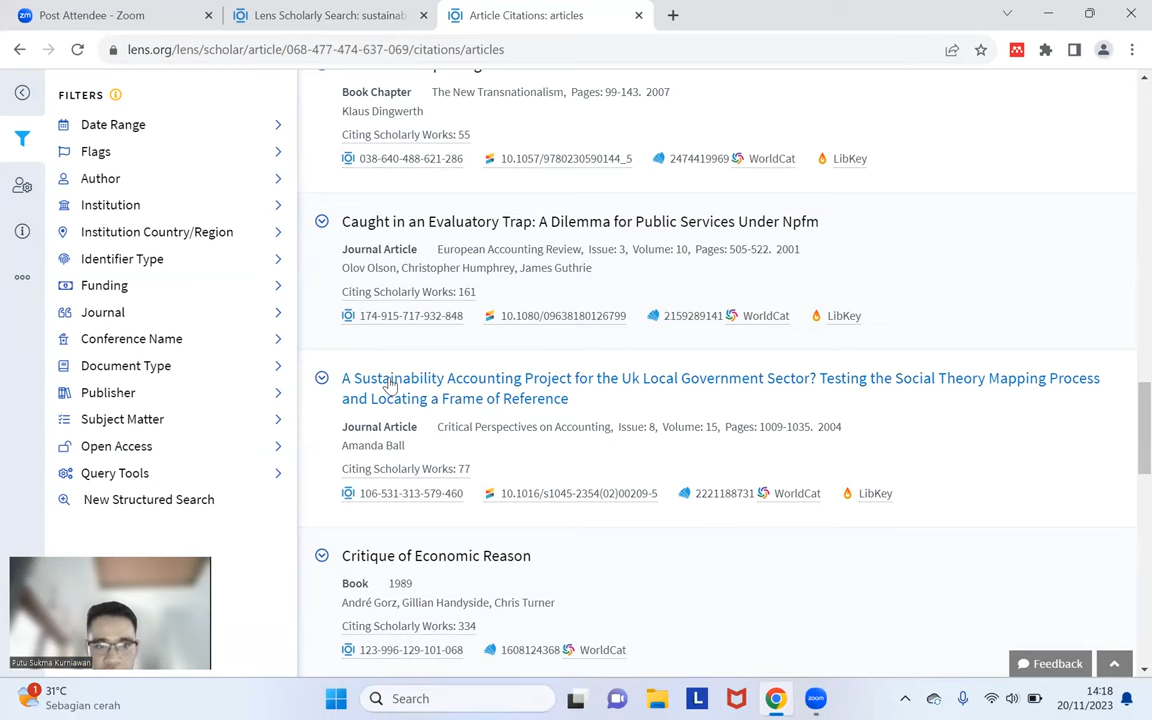 zm Post Attendee - Zoom
Lens Scholarly Search: sustainab
Article Citations: articles
lens.org/lens/scholar/article/068-477-474-637-069/citations/articles
FILTERS
Date Range
Flags
Author
Institution
Institution Country/Region
Identifier Type
Funding
Journal
Conference Name
Document Type
Publisher
Subject Matter
Open Access
Query Tools
New Structured Search
Book Chapter The New Transnationalism, Pages: 99-143. 2007
Klaus Dingwerth
Citing Scholarly Works: 55
038-640-488-621-286 10.1057/9780230590144_5 2474419969 WorldCat LibKey
Caught in an Evaluatory Trap: A Dilemma for Public Services Under Npfm
Journal Article European Accounting Review, Issue: 3, Volume: 10, Pages: 505-522. 2001
Olov Olson, Christopher Humphrey, James Guthrie
Citing Scholarly Works: 161
174-915-717-932-848 10.1080/09638180126799 2159289141 WorldCat LibKey
A Sustainability Accounting Project for the Uk Local Government Sector? Testing the Social Theory Mapping Process
and Locating a Frame of Reference
Journal Article Critical Perspectives on Accounting, Issue: 8, Volume: 15, Pages: 1009-1035. 2004
Amanda Ball
Citing Scholarly Works: 77
106-531-313-579-460 10.1016/s1045-2354(02)00209-5 2221188731 WorldCat LibKey
Critique of Economic Reason
Book 1989
André Gorz, Gillian Handyside, Chris Turner
Citing Scholarly Works: 334
123-996-129-101-068 1608124368 WorldCat
Feedback
Putu Sukma Kurniawan
1
31°C
Sebagian cerah
Search
L
zoom
14:18
20/11/2023